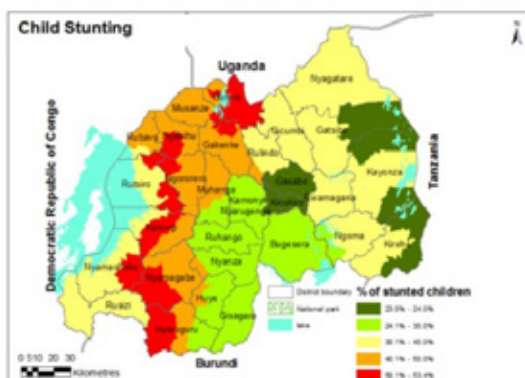 Child Stunting
N
Uganda
Nyagatare
Musanze
Gatsibo
Gicumbi
Gakenke
Rulindo
Rubavu
Democratic Republic of Congo
Tanzania
Kayonza
Rutsiro
Ngororero
Gasabo
Muhanga
Kamonyi
Nyarugenge
Kicukiro
Rwamagana
Karongi
Ruhango
Bugesera
Ngoma
Kirehe
Nyamasheke
Nyanza
Nyamagabe
Rusizi
Huye
Gisagara
Nyaruguru
Burundi
% of stunted children
District boundary
National park
lake
0 5 10 20 30
Kilometres